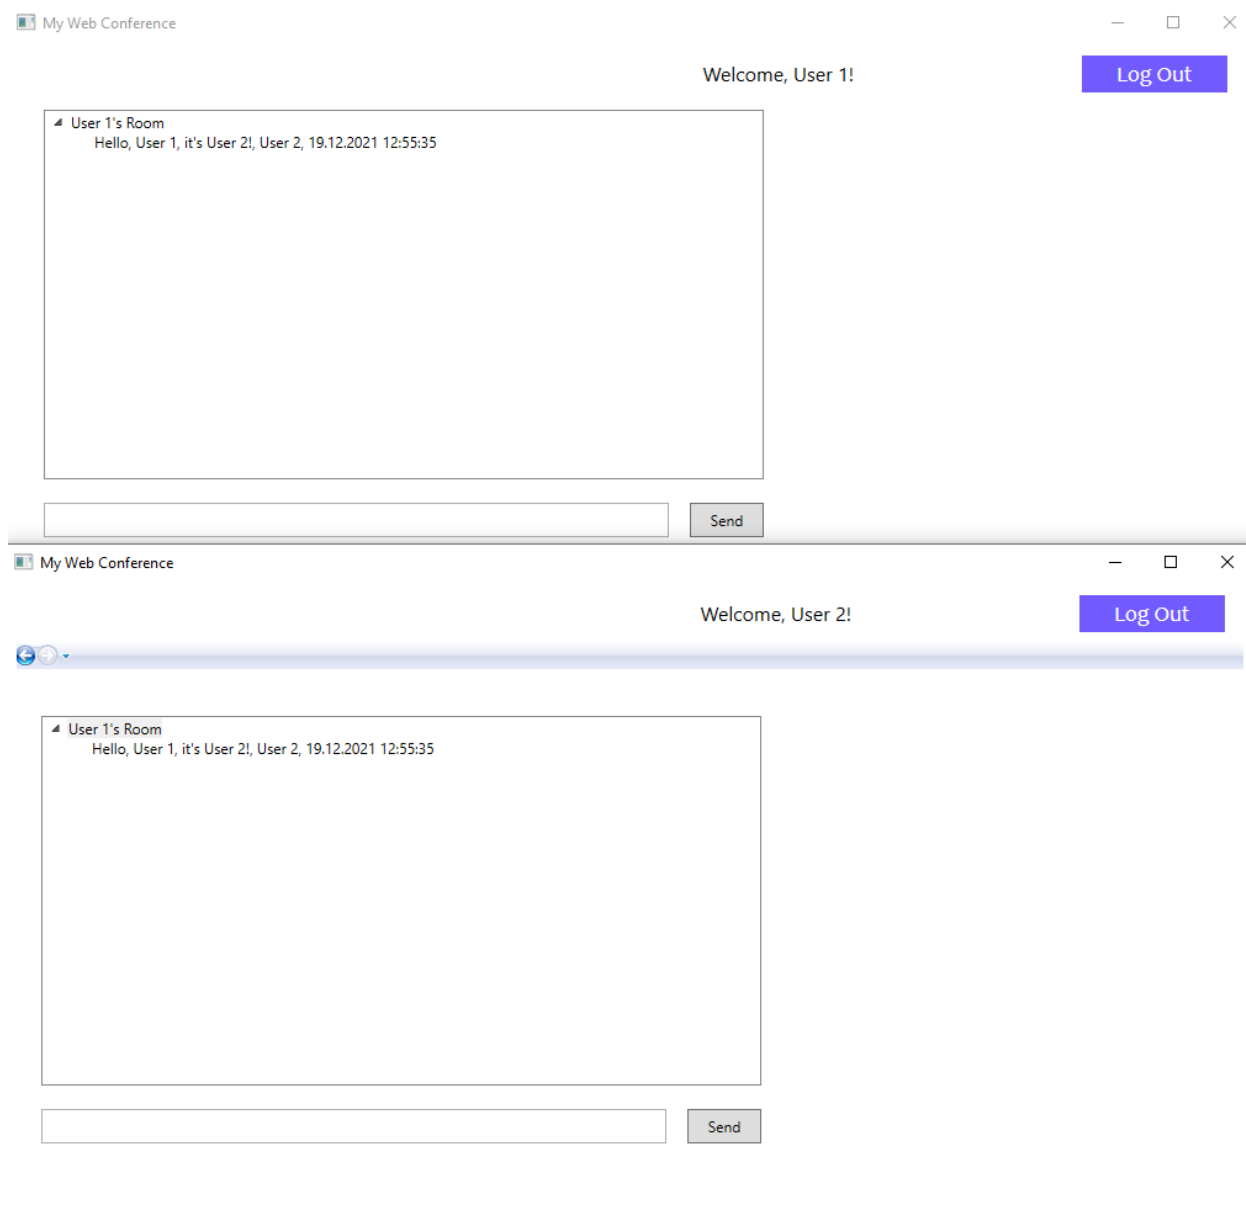 My Web Conference
Welcome, User 1!
Log Out
User 1's Room
Hello, User 1, it's User 2!, User 2, 19.12.2021 12:55:35
Send
My Web Conference
Welcome, User 2!
Log Out
User 1's Room
Hello, User 1, it's User 2!, User 2, 19.12.2021 12:55:35
Send